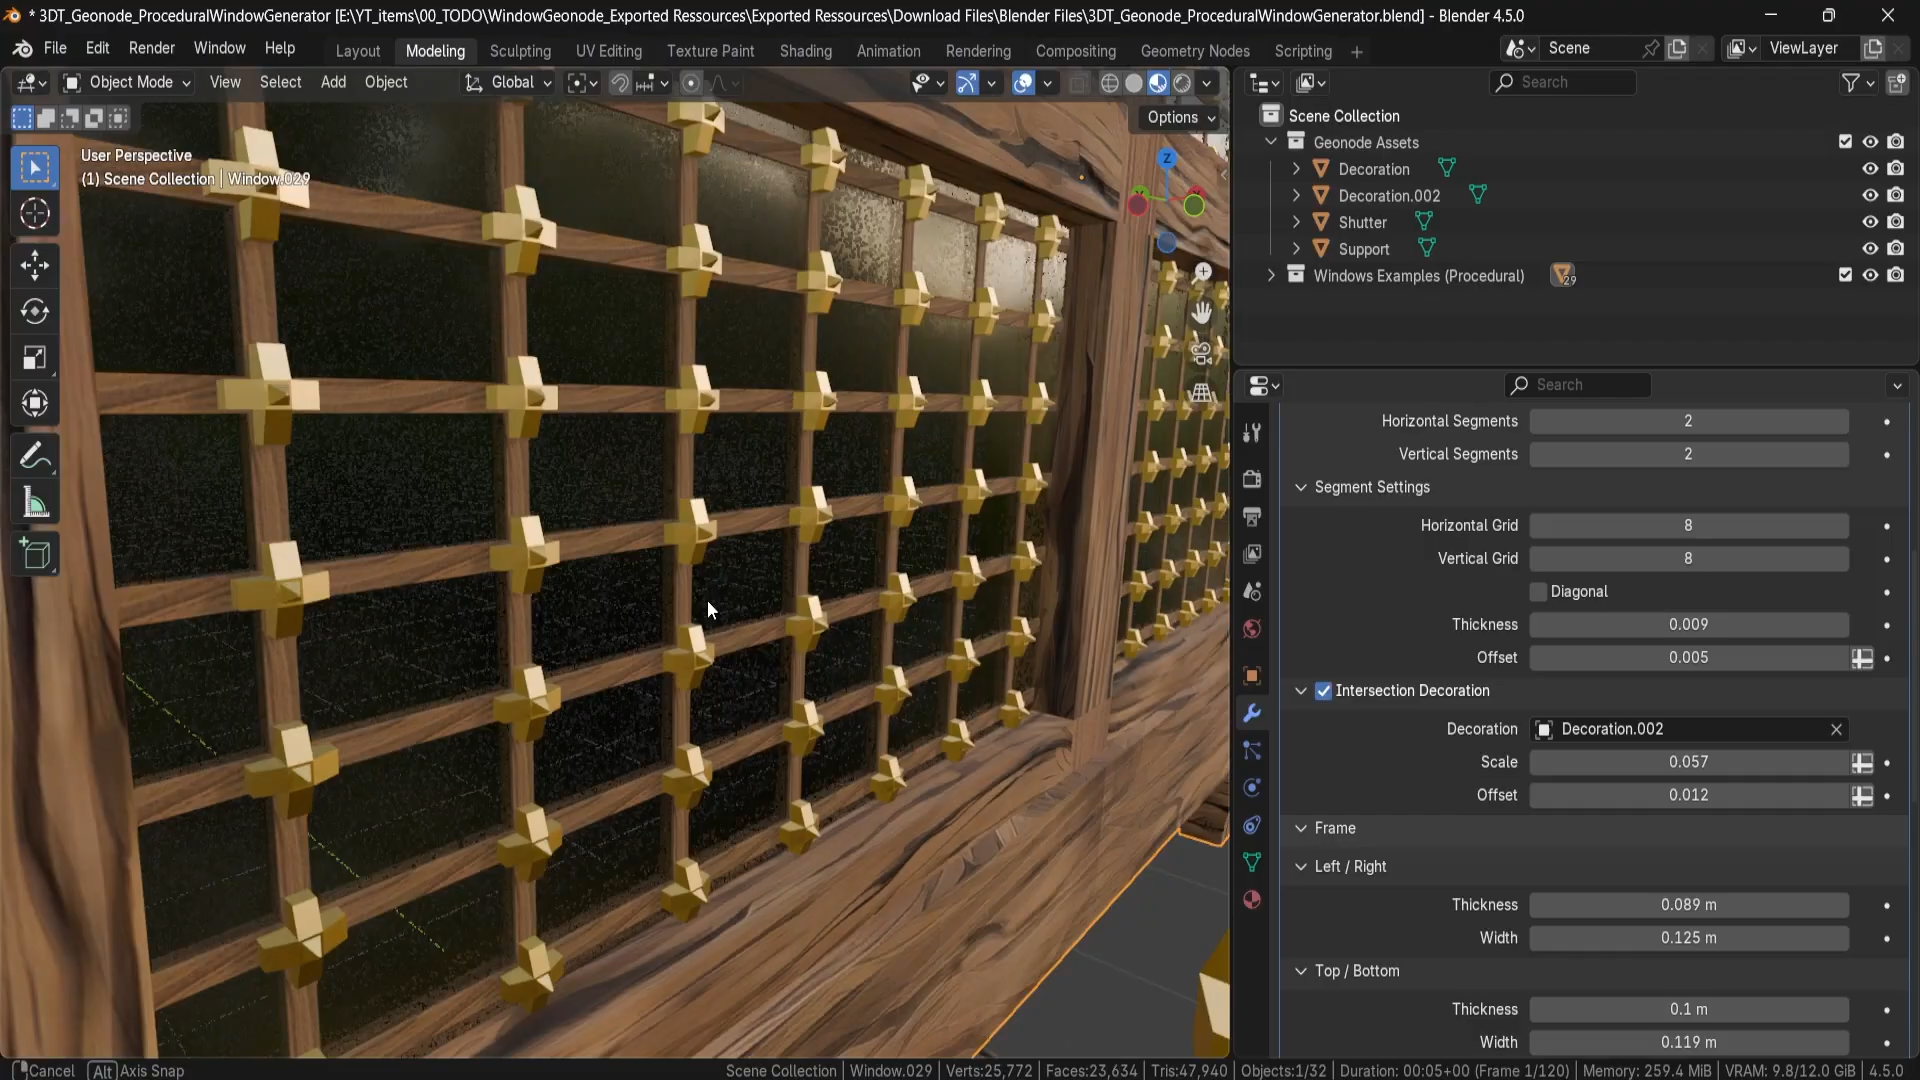 * 3DT_Geonode_ProceduralWindowGenerator [E:\YT_items\00_TODO\WindowGeonode_Exported Ressources\Exported Ressources\Download Files\Blender Files\3DT_Geonode_ProceduralWindowGenerator.blend] - Blender 4.5.0
File Edit Render Window Help
Layout Modeling Sculpting UV Editing Texture Paint Shading Animation Rendering Compositing Geometry Nodes Scripting +
Scene
ViewLayer
Object Mode View Select Add Object
Global
Search
Options
User Perspective
(1) Scene Collection | Window.029
Z
Scene Collection
Geonode Assets
Decoration
Decoration.002
Shutter
Support
Windows Examples (Procedural) 29
Search
Horizontal Segments 2
Vertical Segments 2
Segment Settings
Horizontal Grid 8
Vertical Grid 8
Diagonal
Thickness 0.009
Offset 0.005
Intersection Decoration
Decoration Decoration.002
Scale 0.057
Offset 0.012
Frame
Left / Right
Thickness 0.089 m
Width 0.125 m
Top / Bottom
Thickness 0.1 m
Width 0.119 m
Cancel Alt Axis Snap
Scene Collection | Window.029 | Verts:25,772 | Faces:23,634 | Tris:47,940 | Objects:1/32 | Duration: 00:05+00 (Frame 1/120) | Memory: 259.4 MiB | VRAM: 9.8/12.0 GiB | 4.5.0